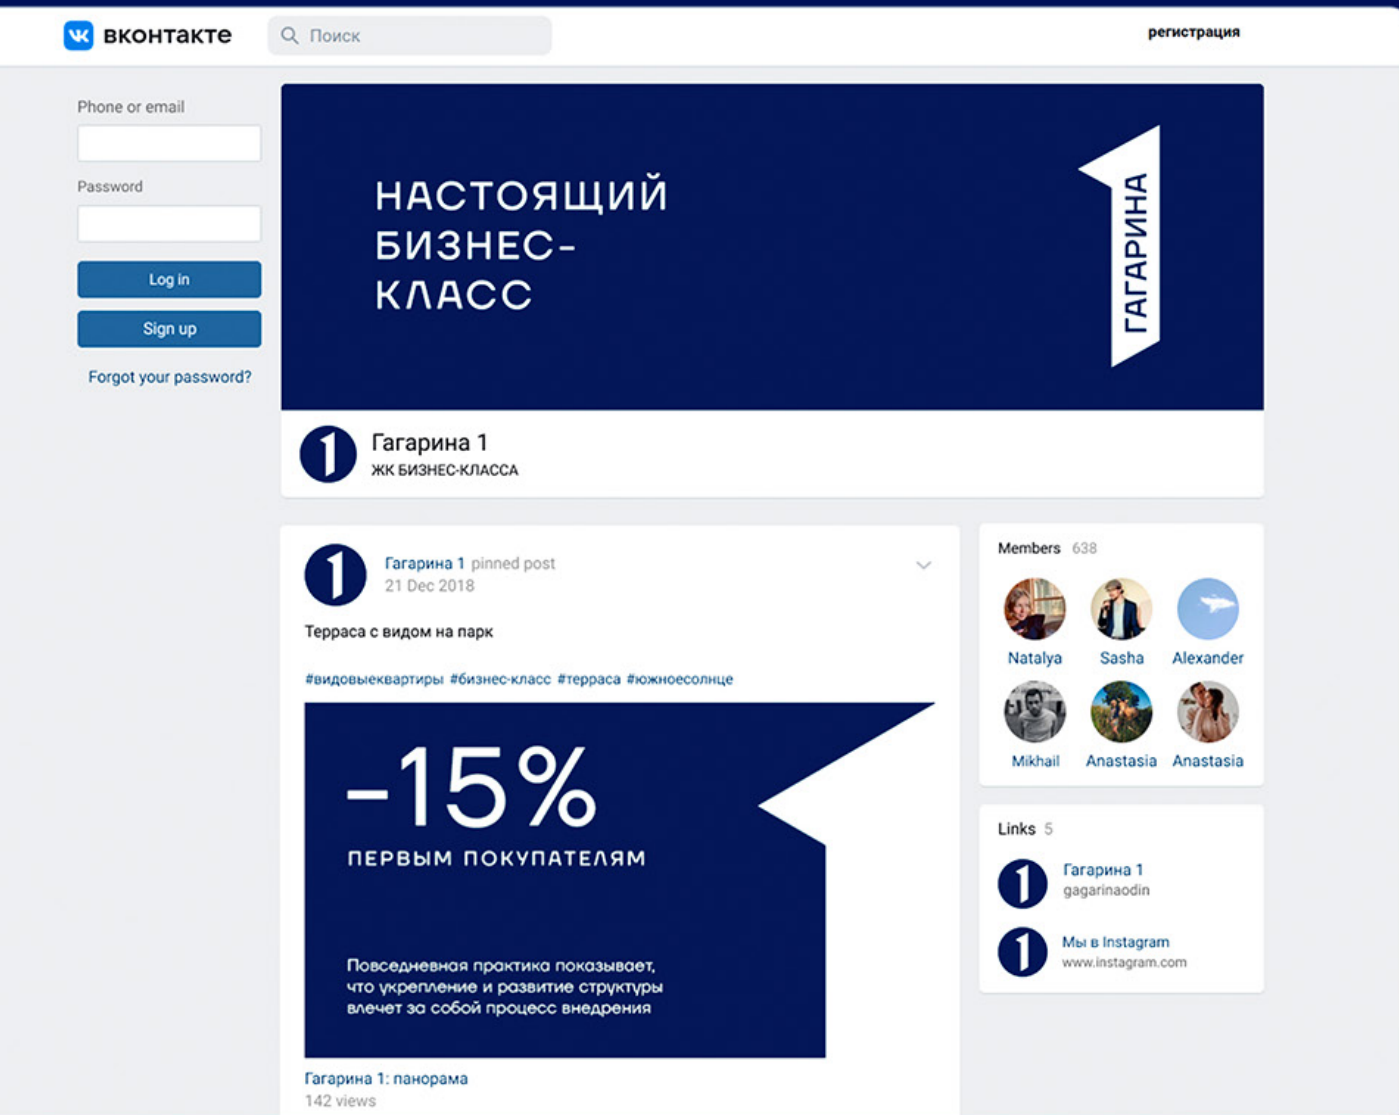 вконтакте
Поиск
регистрация
Phone or email
Password
Log in
Sign up
Forgot your password?
НАСТОЯЩИЙ
БИЗНЕС-
КЛАСС
ГАГАРИНА
Гагарина 1
ЖК БИЗНЕС-КЛАССА
Гагарина 1 pinned post
21 Dec 2018
Терраса с видом на парк
#видовыеквартиры #бизнес-класс #терраса #южноесолнце
-15%
ПЕРВЫМ ПОКУПАТЕЛЯМ
Повседневная практика показывает,
что укрепление и развитие структуры
влечет за собой процесс внедрения
Гагарина 1: панорама
142 views
Members 638
Natalya Sasha Alexander
Mikhail Anastasia Anastasia
Links 5
Гагарина 1
gagarinaodin
Мы в Instagram
www.instagram.com